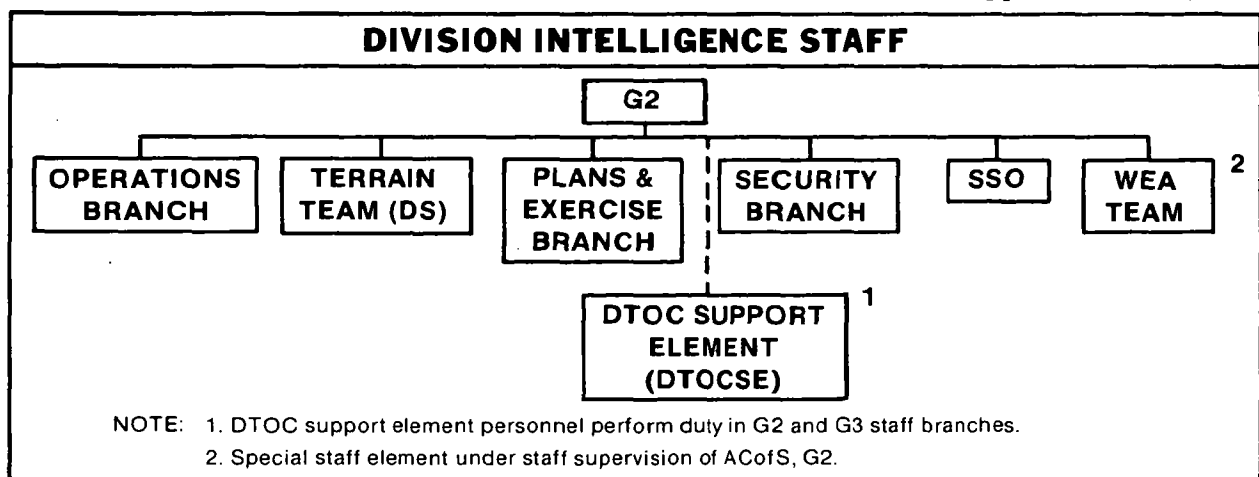 DIVISION INTELLIGENCE STAFF
G2
OPERATIONS
BRANCH
TERRAIN
TEAM (DS)
PLANS &
EXERCISE
BRANCH
SECURITY
BRANCH
SSO
WEA
TEAM
2
DTOC SUPPORT
ELEMENT
(DTOCSE)
1
NOTE: 1. DTOC support element personnel perform duty in G2 and G3 staff branches.
2. Special staff element under staff supervision of ACofS, G2.